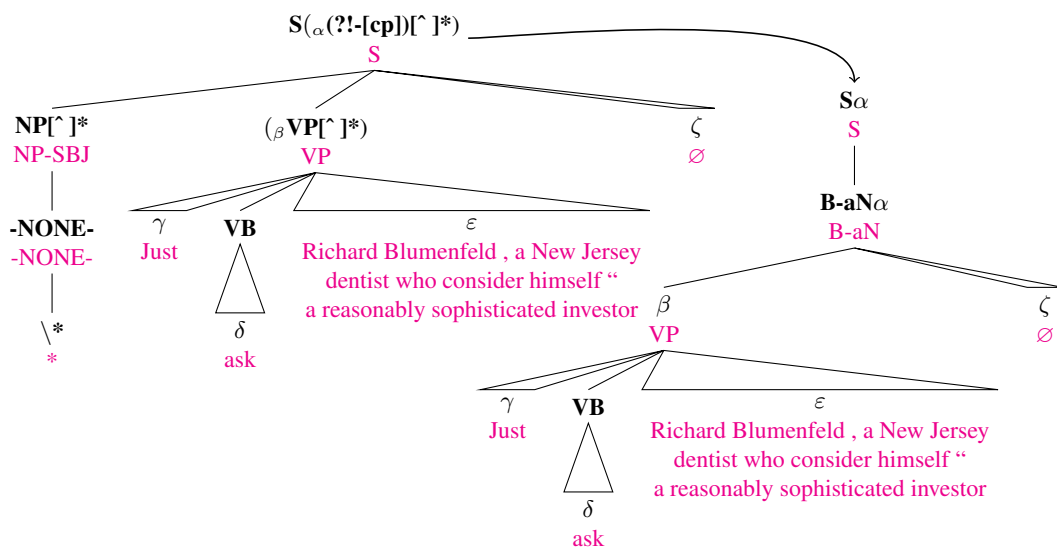 S(α(?!-[cp])[^ ]*)
S
Sα
S
NP[^ ]*
NP-SBJ
(βVP[^ ]*)
VP
ζ
∅
-NONE-
-NONE-
γ
Just
VB
ε
Richard Blumenfeld , a New Jersey
dentist who consider himself “
a reasonably sophisticated investor
B-aNα
B-aN
\*
*
δ
ask
β
VP
ζ
∅
γ
Just
VB
ε
Richard Blumenfeld , a New Jersey
dentist who consider himself “
a reasonably sophisticated investor
δ
ask